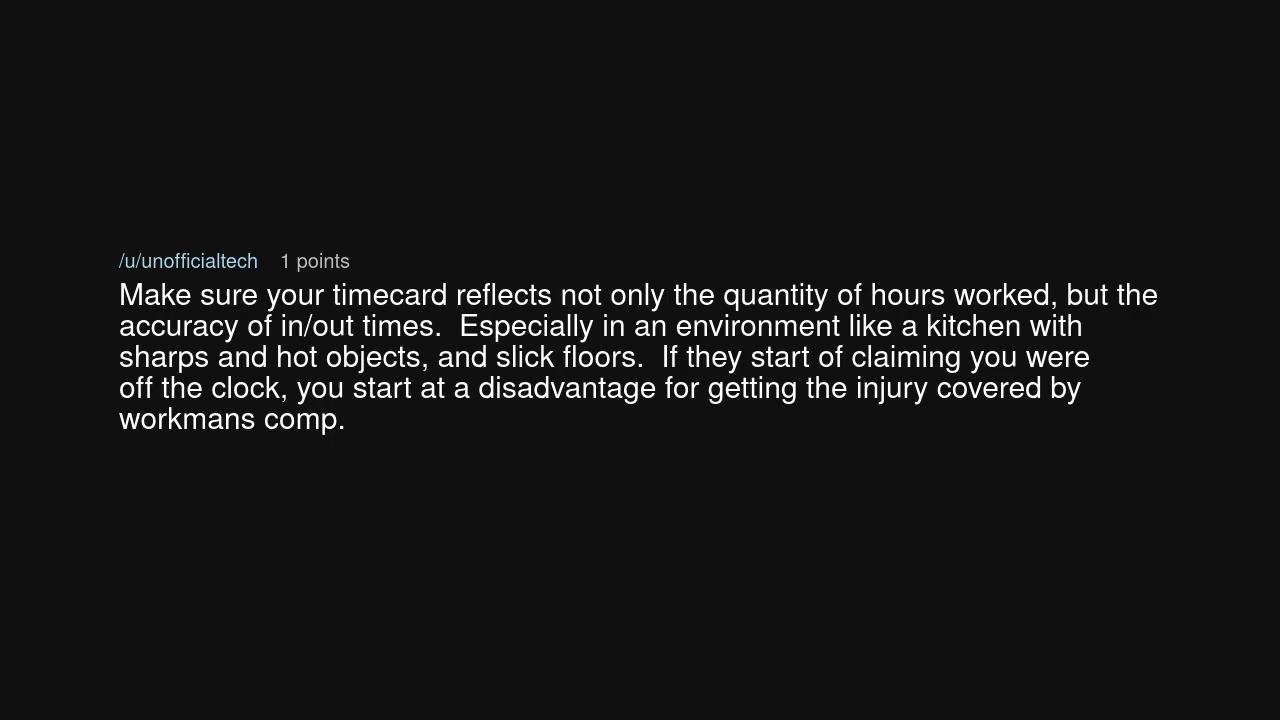 /u/unofficialtech 1 points
Make sure your timecard reflects not only the quantity of hours worked, but the
accuracy of in/out times.  Especially in an environment like a kitchen with
sharps and hot objects, and slick floors.  If they start of claiming you were
off the clock, you start at a disadvantage for getting the injury covered by
workmans comp.